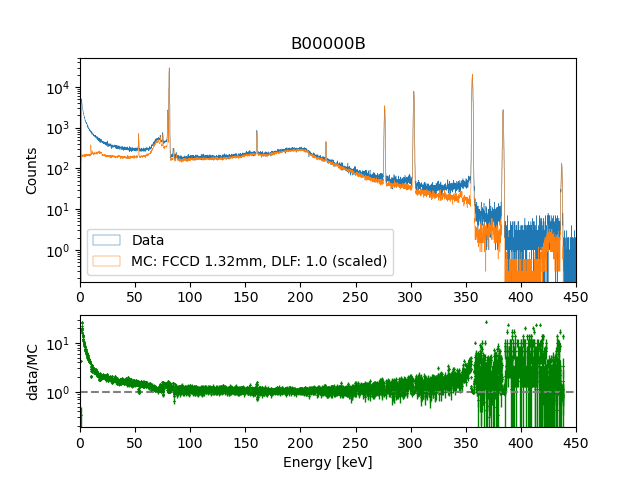 B00000B
Counts
10⁴
10³
10²
10¹
10⁰
Data
MC: FCCD 1.32mm, DLF: 1.0 (scaled)
0 50 100 150 200 250 300 350 400 450
data/MC
10¹
10⁰
0 50 100 150 200 250 300 350 400 450
Energy [keV]